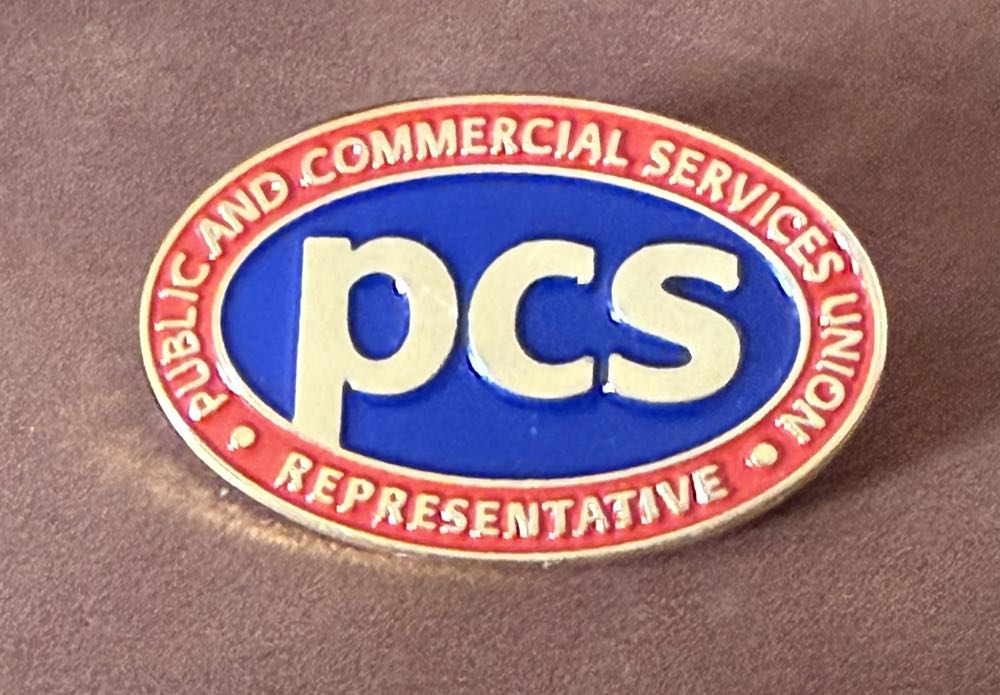 PUBLIC AND COMMERCIAL SERVICES UNION
pcs
• REPRESENTATIVE •